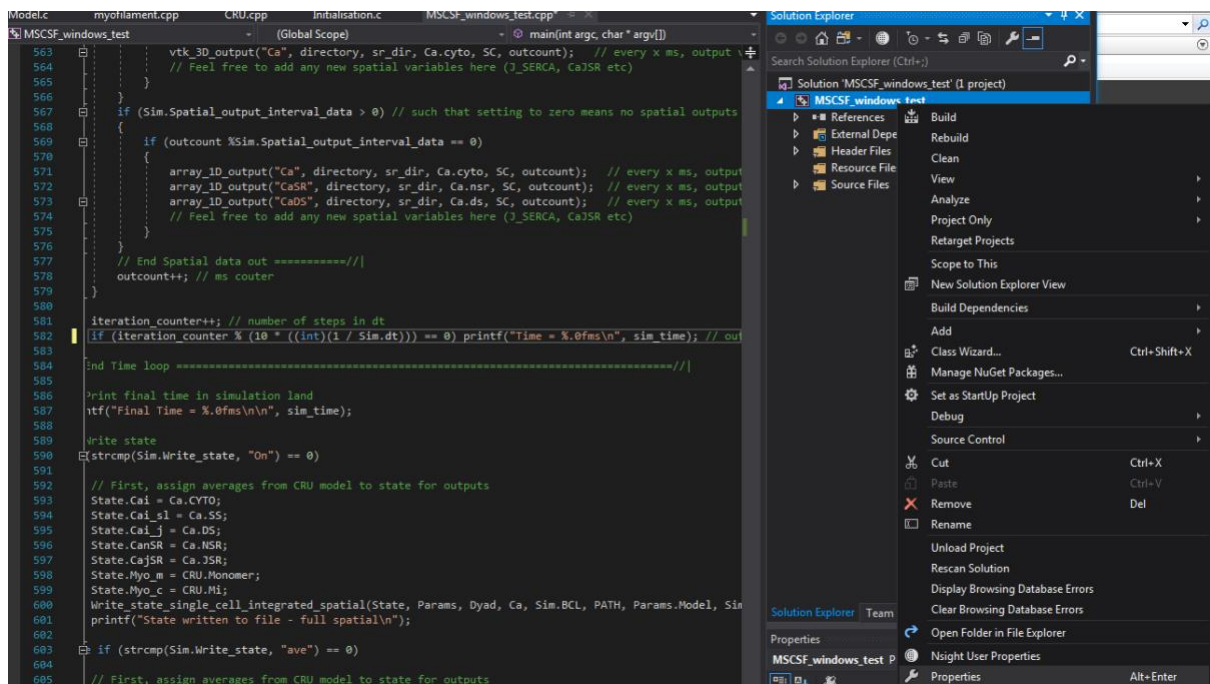 Model.c myofilament.cpp CRU.cpp Initialisation.c MSCSF_windows_test.cpp*
MSCSF_windows_test (Global Scope) main(int argc, char * argv[])
563 vtk_3D_output("Ca", directory, sr_dir, Ca.cyto, SC, outcount); // every x ms, output
564 // Feel free to add any new spatial variables here (J_SERCA, CaJSR etc)
565 }
566 }
567 if (Sim.Spatial_output_interval_data > 0) // such that setting to zero means no spatial outputs
568 {
569 if (outcount %Sim.Spatial_output_interval_data == 0)
570 {
571 array_1D_output("Ca", directory, sr_dir, Ca.cyto, SC, outcount); // every x ms, output
572 array_1D_output("CaSR", directory, sr_dir, Ca.nsr, SC, outcount); // every x ms, output
573 array_1D_output("CaDS", directory, sr_dir, Ca.ds, SC, outcount); // every x ms, output
574 // Feel free to add any new spatial variables here (J_SERCA, CaJSR etc)
575 }
576 }
577 // End Spatial data out ===========//|
578 outcount++; // ms couter
579 }
580
581 iteration_counter++; // number of steps in dt
582 if (iteration_counter % (10 * ((int)(1 / Sim.dt))) == 0) printf("Time = %.0fms\n", sim_time); // out
583
584 End Time loop =====================================================================//|
585
586 Print final time in simulation land
587 ntf("Final Time = %.0fms\n\n", sim_time);
588
589 Write state
590 (strcmp(Sim.Write_state, "On") == 0)
591
592 // First, assign averages from CRU model to state for outputs
593 State.Cai = Ca.CYTO;
594 State.Cai_sl = Ca.SS;
595 State.Cai_j = Ca.DS;
596 State.CanSR = Ca.NSR;
597 State.CajSR = Ca.JSR;
598 State.Myo_m = CRU.Monomer;
599 State.Myo_c = CRU.Mi;
600 Write_state_single_cell_integrated_spatial(State, Params, Dyad, Ca, Sim.BCL, PATH, Params.Model, Sim
601 printf("State written to file - full spatial\n");
602
603 e if (strcmp(Sim.Write_state, "ave") == 0)
604
605 // First, assign averages from CRU model to state for outputs
Solution Explorer
Search Solution Explorer (Ctrl+;)
Solution 'MSCSF_windows_test' (1 project)
MSCSF_windows_test
References
External Depe
Header Files
Resource File
Source Files
Solution Explorer Team
Properties
MSCSF_windows_test P
Build
Rebuild
Clean
View
Analyze
Project Only
Retarget Projects
Scope to This
New Solution Explorer View
Build Dependencies
Add
Class Wizard... Ctrl+Shift+X
Manage NuGet Packages...
Set as StartUp Project
Debug
Source Control
Cut Ctrl+X
Paste Ctrl+V
Remove Del
Rename
Unload Project
Rescan Solution
Display Browsing Database Errors
Clear Browsing Database Errors
Open Folder in File Explorer
Nsight User Properties
Properties Alt+Enter